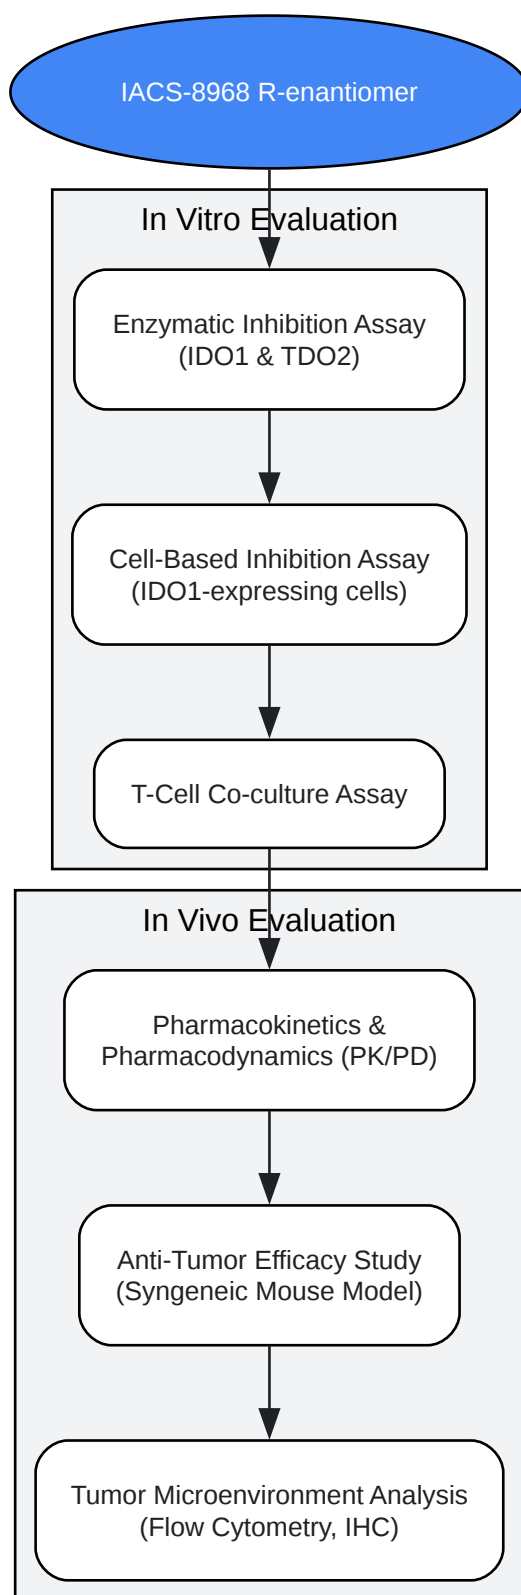 IACS-8968 R-enantiomer
In Vitro Evaluation
Enzymatic Inhibition Assay
(IDO1 & TDO2)
Cell-Based Inhibition Assay
(IDO1-expressing cells)
T-Cell Co-culture Assay
In Vivo Evaluation
Pharmacokinetics &
Pharmacodynamics (PK/PD)
Anti-Tumor Efficacy Study
(Syngeneic Mouse Model)
Tumor Microenvironment Analysis
(Flow Cytometry, IHC)